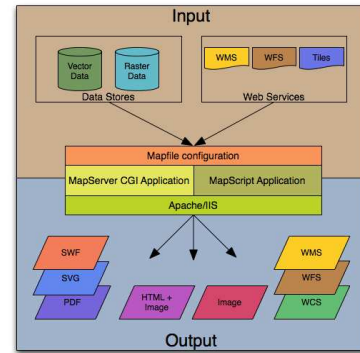 Input
Vector
Data
Raster
Data
Data Stores
WMS
WFS
Tiles
Web Services
Mapfile configuration
MapServer CGI Application
MapScript Application
Apache/IIS
SWF
SVG
PDF
HTML +
Image
Image
WMS
WFS
WCS
Output